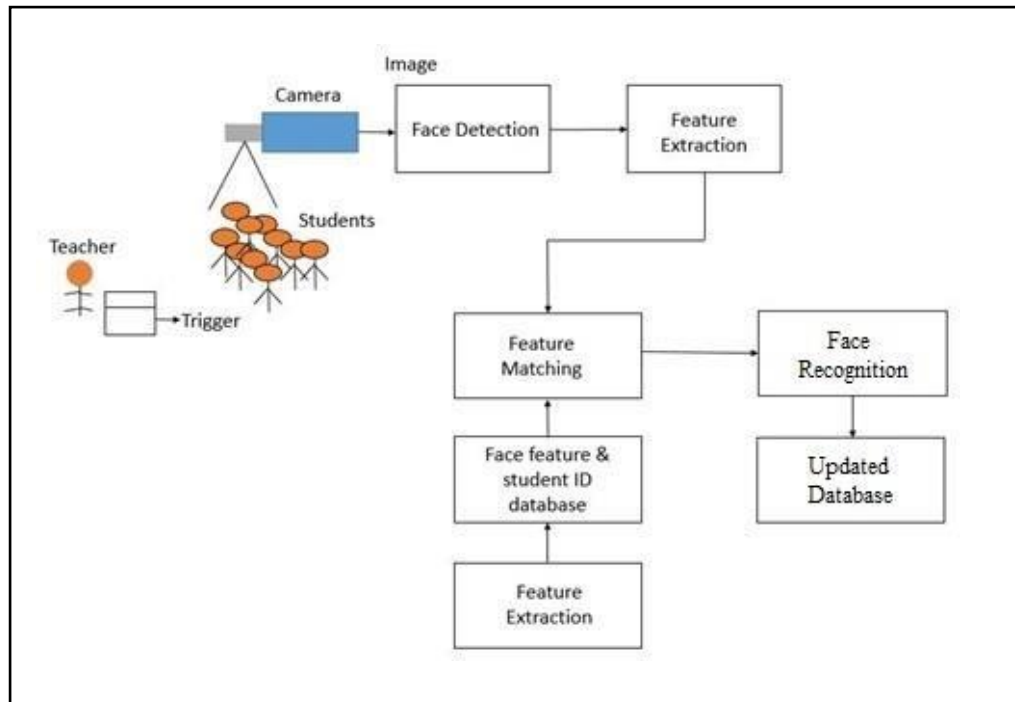 Image
Camera
Face Detection
Feature
Extraction
Students
Teacher
Trigger
Feature
Matching
Face
Recognition
Face feature &
student ID
database
Updated
Database
Feature
Extraction